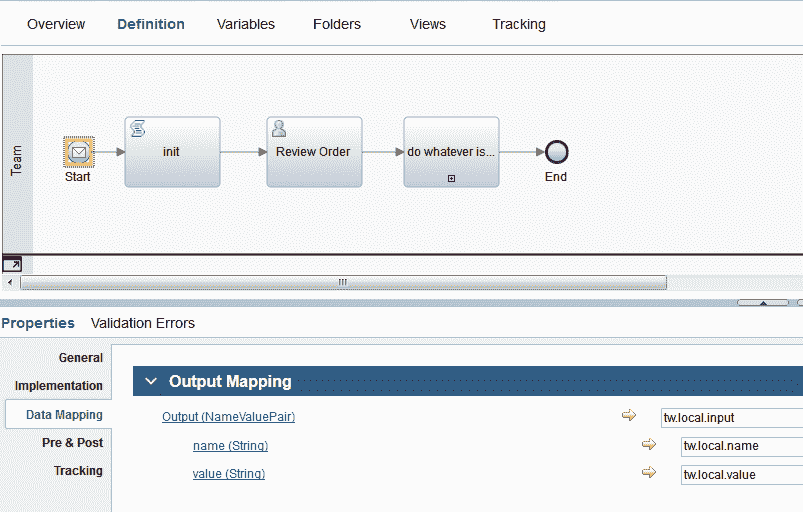 Overview Definition Variables Folders Views Tracking
Team
init
Review Order
do whatever is...
Start
End
Properties Validation Errors
General
Implementation
Data Mapping
Pre & Post
Tracking
Output Mapping
Output (NameValuePair) tw.local.input
name (String) tw.local.name
value (String) tw.local.value